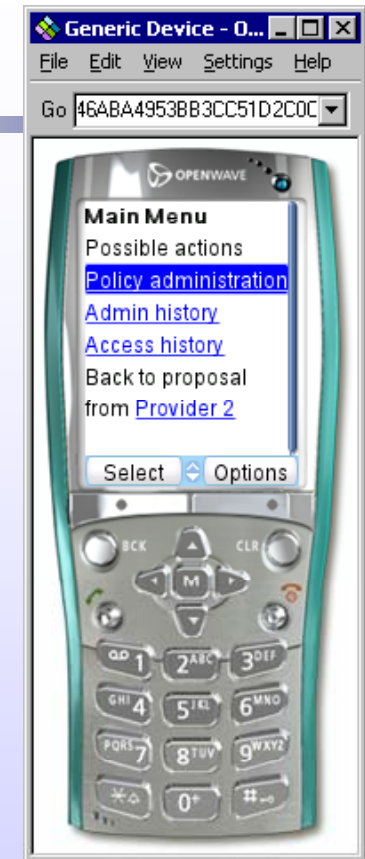 Generic Device - O...
File Edit View Settings Help
Go 46ABA4953BB3CC51D2C0C
OPENWAVE
Main Menu
Possible actions
Policy administration
Admin history
Access history
Back to proposal
from Provider 2
Select Options
BCK CLR
M
1 2ABC 3DEF
GHI4 5JKL 6MNO
PQRS7 8TUV 9WXYZ
* 0+ #